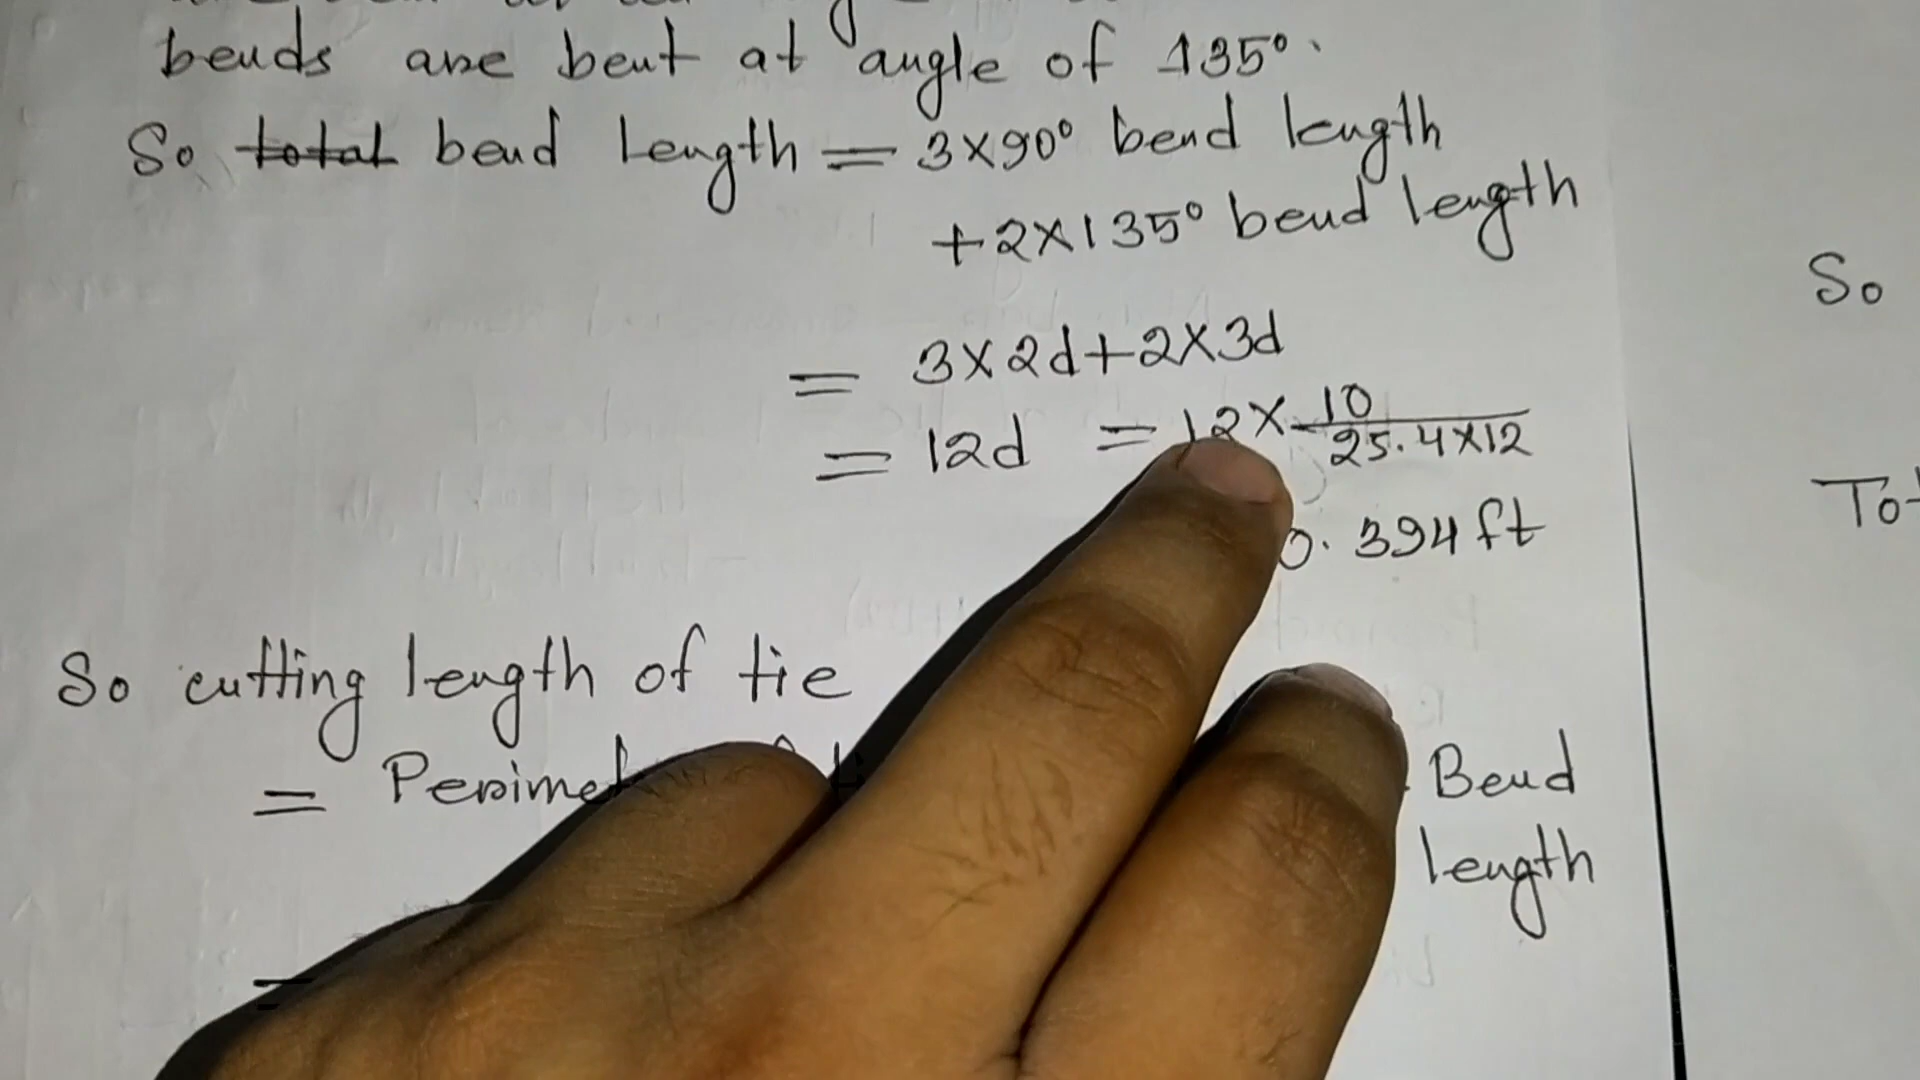 bends are bent at angle of 135°.
So total bend length = 3×90° bend length
+2×135° bend length
= 3×2d+2×3d
= 12d = 12× 10
25.4×12
0.394 ft
So cutting length of tie
= Bend
length
=
So